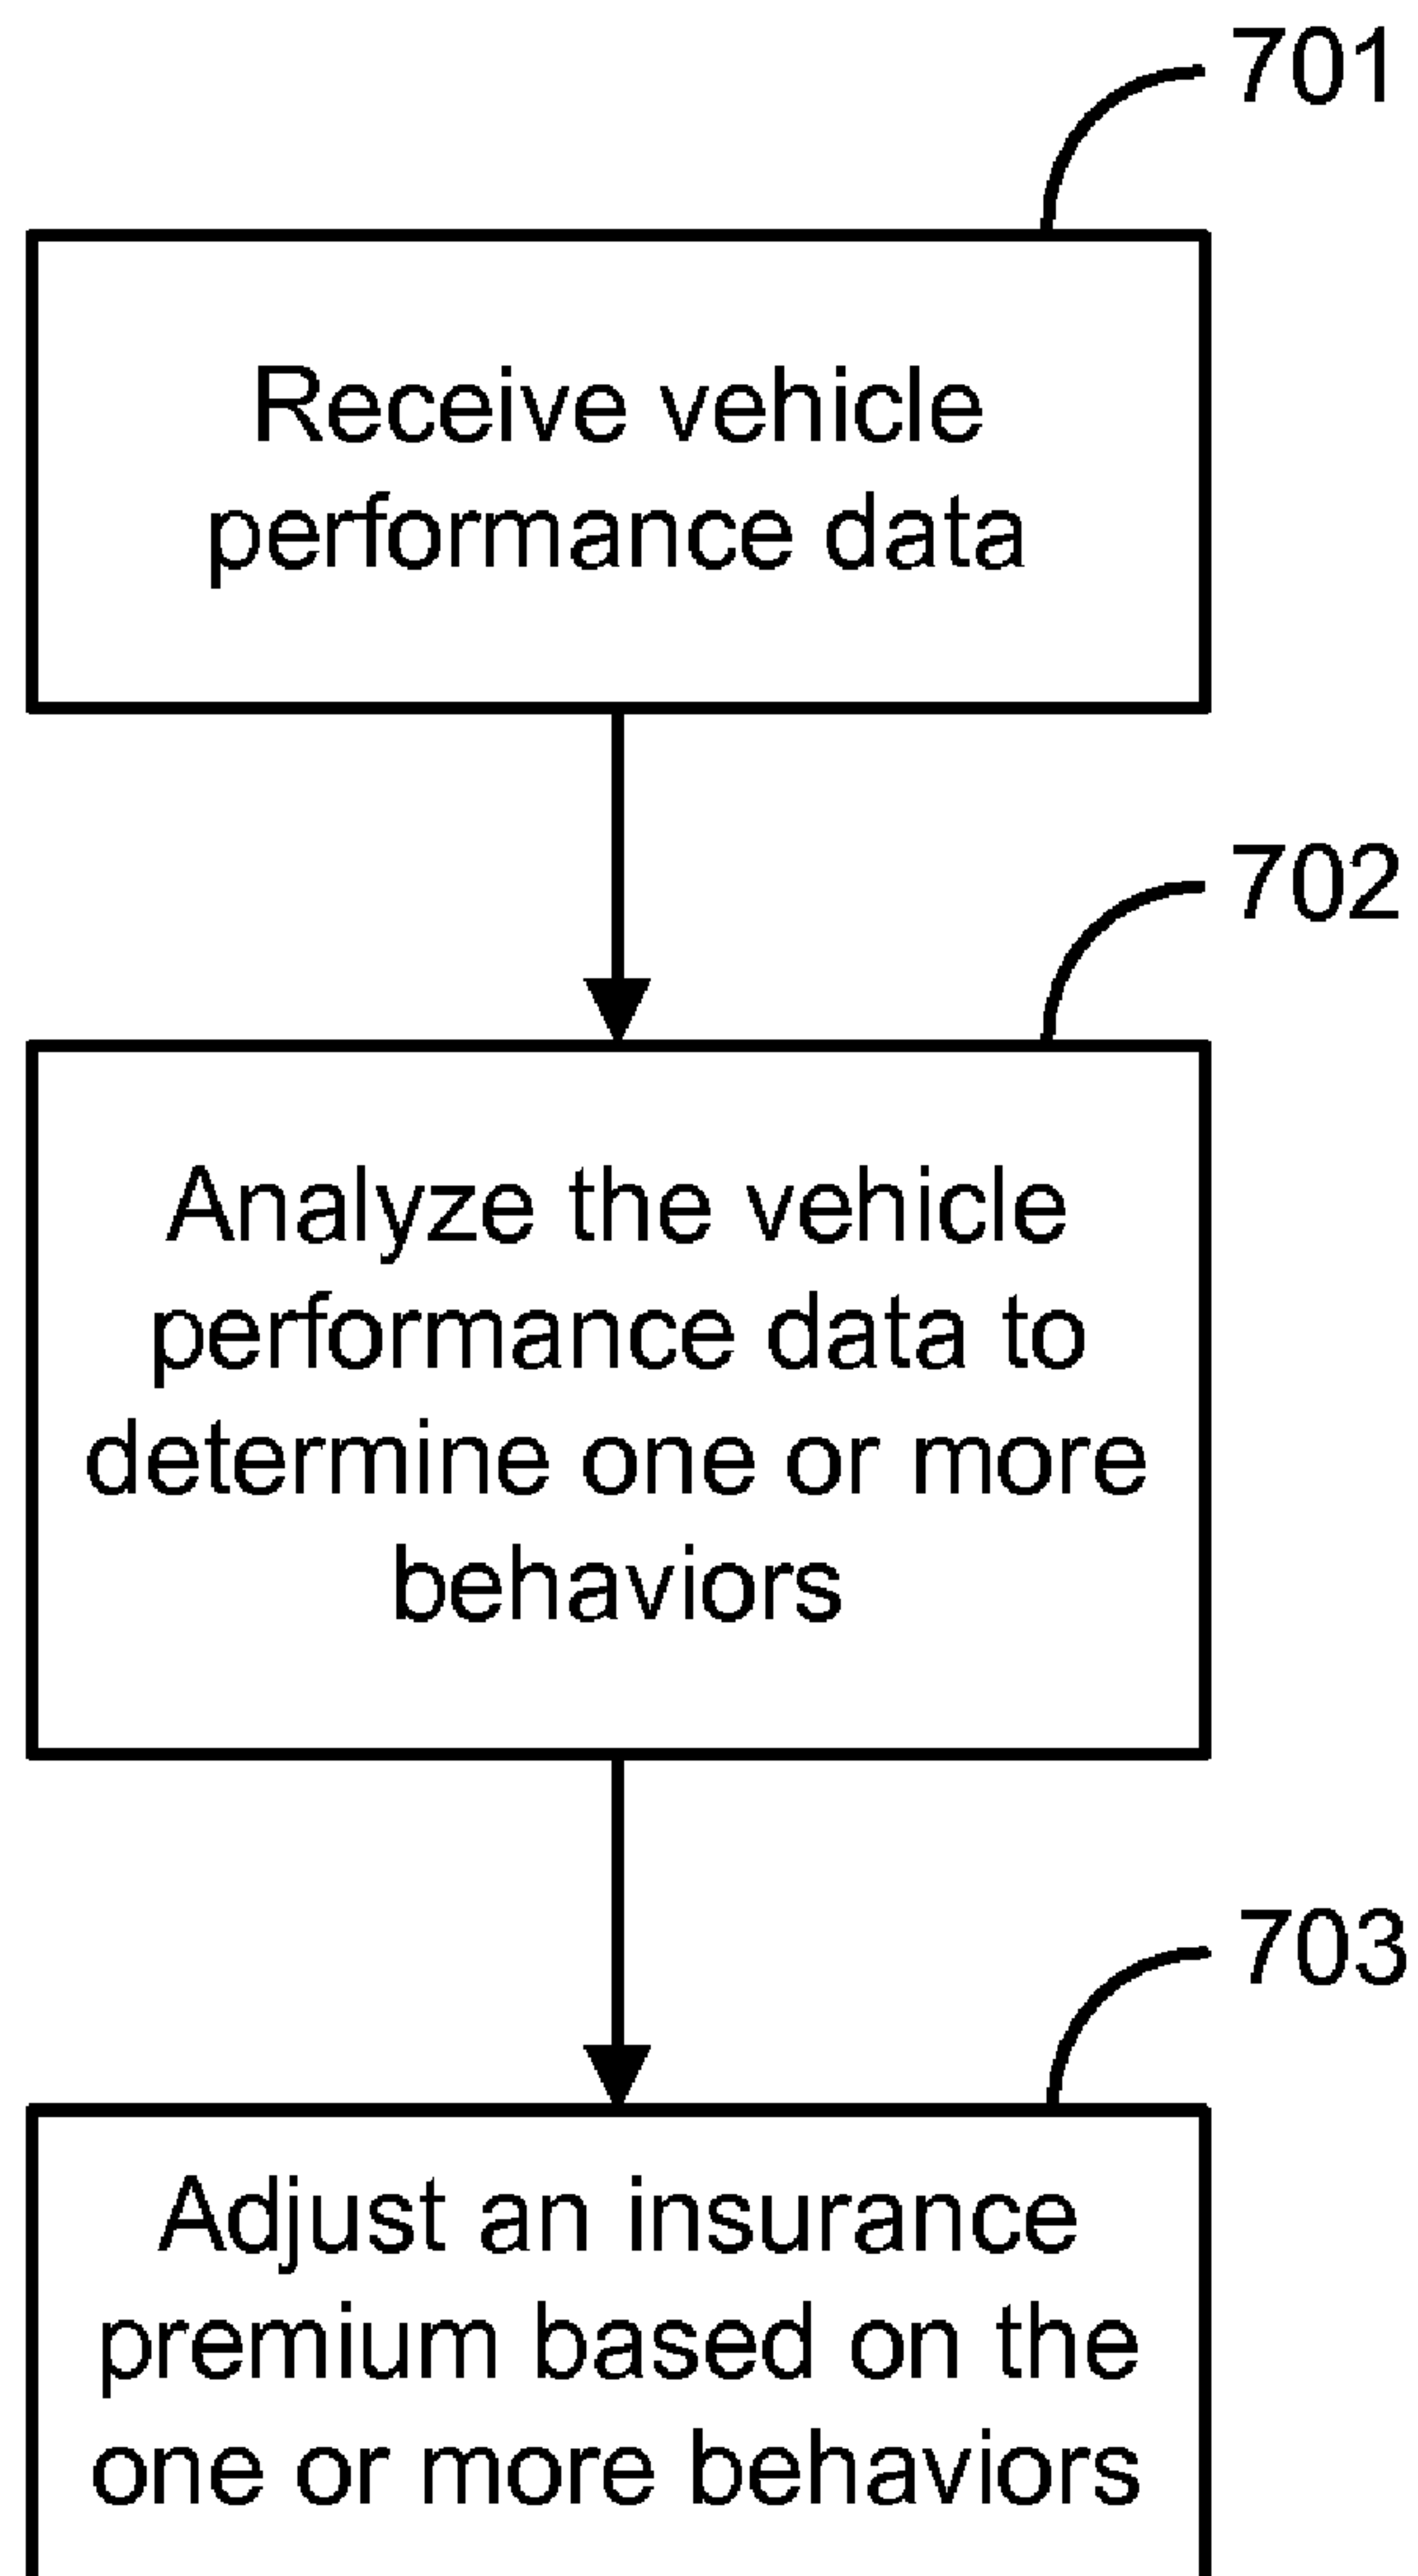 701
Receive vehicle
performance data
702
Analyze the vehicle
performance data to
determine one or more
behaviors
703
Adjust an insurance
premium based on the
one or more behaviors